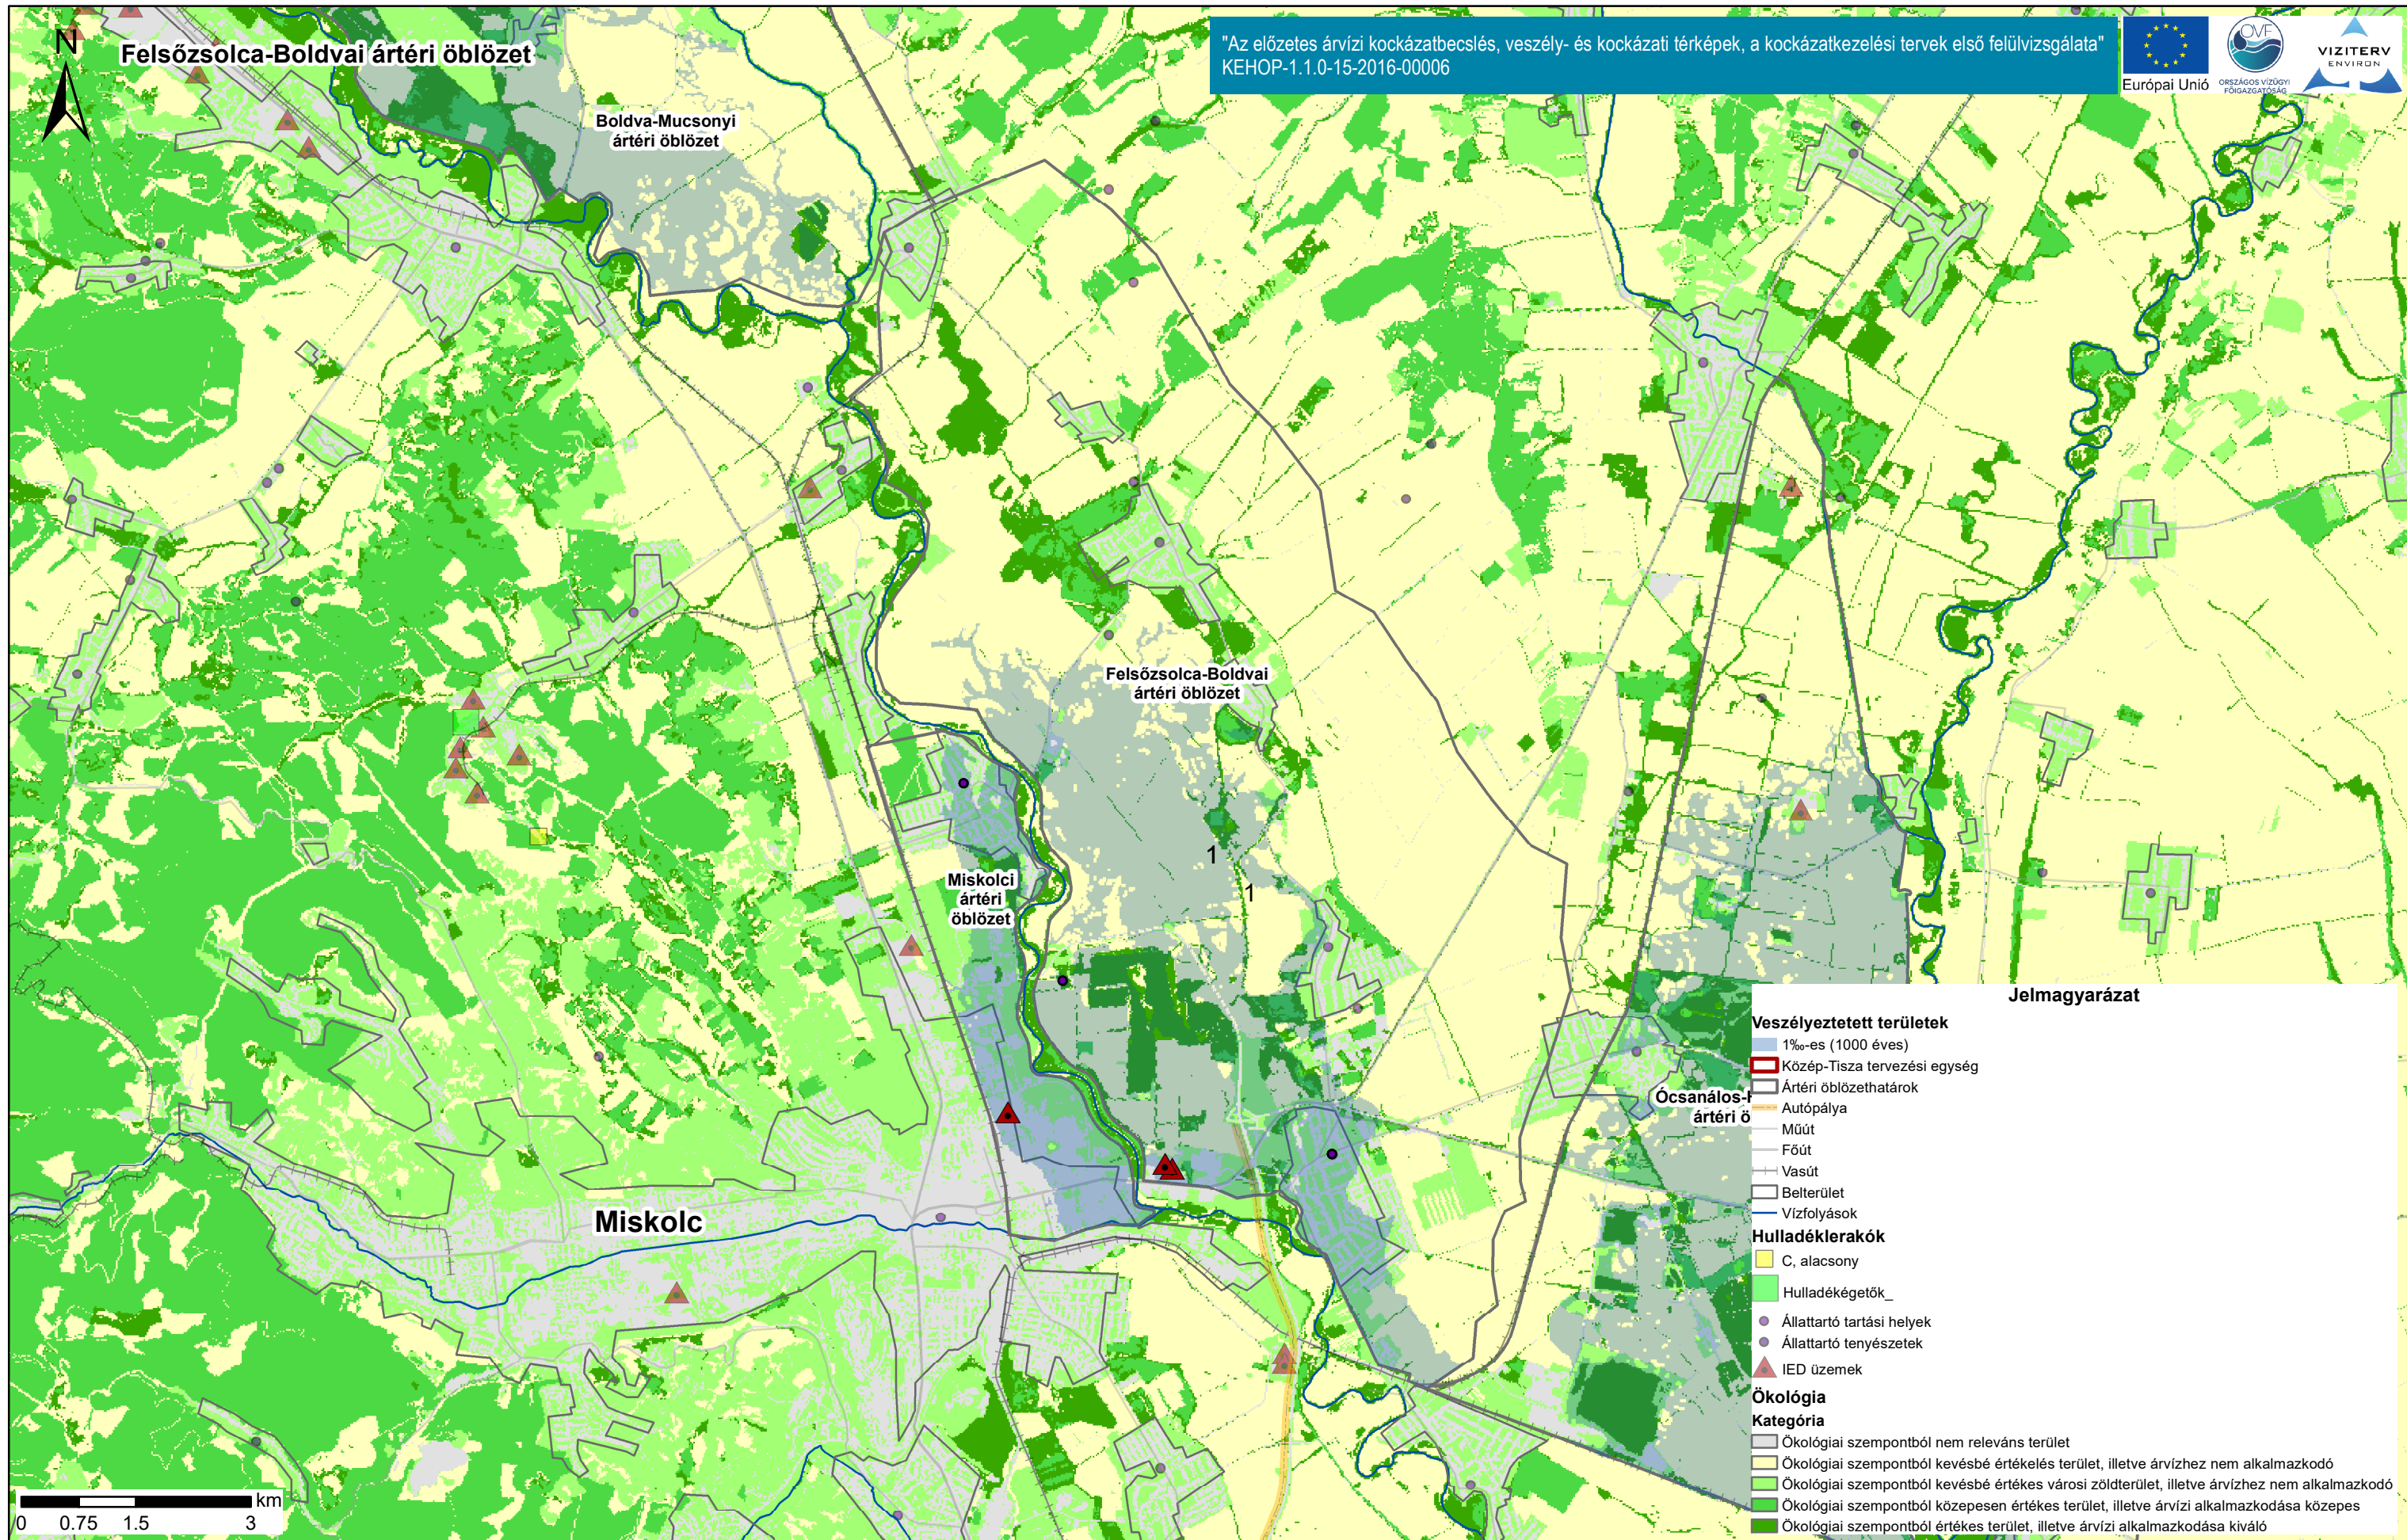 N
Felsőzsolca-Boldvai ártéri öblözet
"Az előzetes árvízi kockázatbecslés, veszély- és kockázati térképek, a kockázatkezelési tervek első felülvizsgálata"
KEHOP-1.1.0-15-2016-00006
Európai Unió
OVF
ORSZÁGOS VÍZÜGYI
FŐIGAZGATÓSÁG
VIZITERV
ENVIRON
Boldva-Mucsonyi
ártéri öblözet
Felsőzsolca-Boldvai
ártéri öblözet
1
1
Miskolci
ártéri
öblözet
Ócsanálos-
ártéri ö
Miskolc
Jelmagyarázat
Veszélyeztetett területek
1‰-es (1000 éves)
Közép-Tisza tervezési egység
Ártéri öblözethatárok
Autópálya
Műút
Főút
Vasút
Belterület
Vízfolyások
Hulladéklerakók
C, alacsony
Hulladékégetők_
Állattartó tartási helyek
Állattartó tenyészetek
IED üzemek
Ökológia
Kategória
Ökológiai szempontból nem releváns terület
Ökológiai szempontból kevésbé értékelés terület, illetve árvízhez nem alkalmazkodó
Ökológiai szempontból kevésbé értékes városi zöldterület, illetve árvízhez nem alkalmazkodó
Ökológiai szempontból közepesen értékes terület, illetve árvízi alkalmazkodása közepes
Ökológiai szempontból értékes terület, illetve árvízi alkalmazkodása kiváló
km
0 0.75 1.5 3